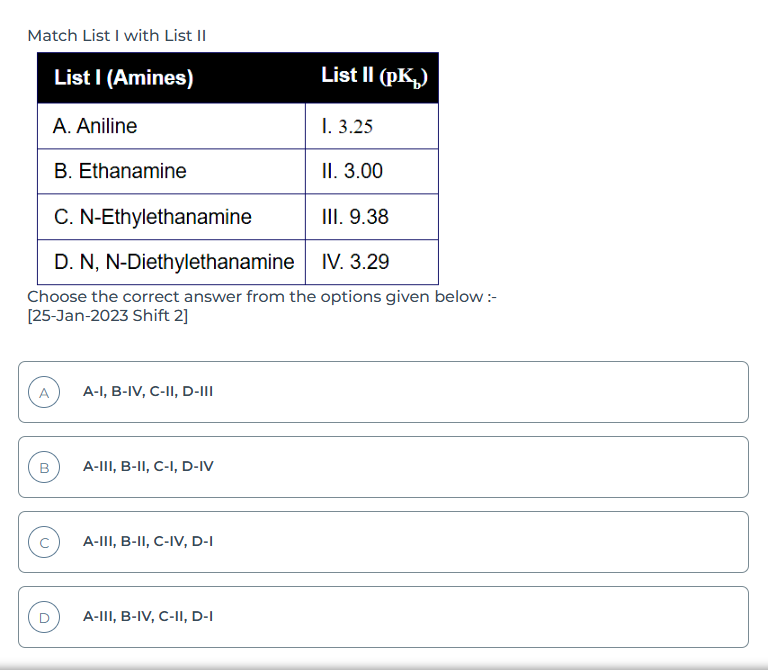 Match List I with List II
List I (Amines) List II (pKb)
A. Aniline I. 3.25
B. Ethanamine II. 3.00
C. N-Ethylethanamine III. 9.38
D. N, N-Diethylethanamine IV. 3.29
Choose the correct answer from the options given below :-
[25-Jan-2023 Shift 2]
A A-I, B-IV, C-II, D-III
B A-III, B-II, C-I, D-IV
C A-III, B-II, C-IV, D-I
D A-III, B-IV, C-II, D-I